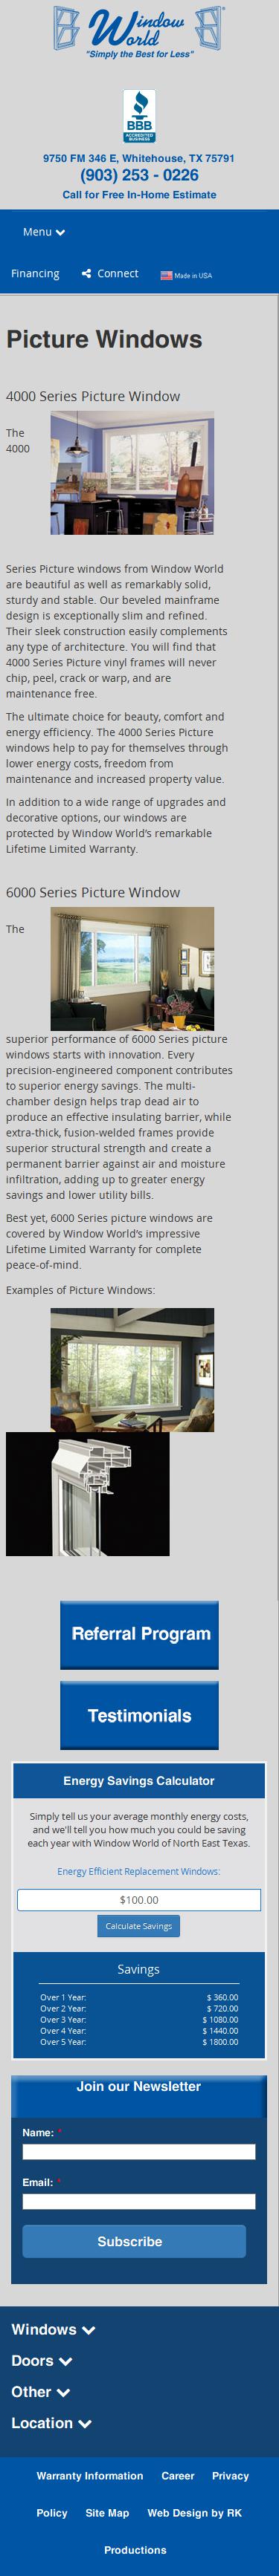 Window
World
®
"Simply the Best for Less"
BBB
ACCREDITED
BUSINESS
9750 FM 346 E, Whitehouse, TX 75791
(903) 253 - 0226
Call for Free In-Home Estimate
Menu
Financing
Connect
Made in USA
Picture Windows
4000 Series Picture Window
The
4000
Series Picture windows from Window World
are beautiful as well as remarkably solid,
sturdy and stable. Our beveled mainframe
design is exceptionally slim and refined.
Their sleek construction easily complements
any type of architecture. You will find that
4000 Series Picture vinyl frames will never
chip, peel, crack or warp, and are
maintenance free.
The ultimate choice for beauty, comfort and
energy efficiency. The 4000 Series Picture
windows help to pay for themselves through
lower energy costs, freedom from
maintenance and increased property value.
In addition to a wide range of upgrades and
decorative options, our windows are
protected by Window World's remarkable
Lifetime Limited Warranty.
6000 Series Picture Window
The
superior performance of 6000 Series picture
windows starts with innovation. Every
precision-engineered component contributes
to superior energy savings. The multi-
chamber design helps trap dead air to
produce an effective insulating barrier, while
extra-thick, fusion-welded frames provide
superior structural strength and create a
permanent barrier against air and moisture
infiltration, adding up to greater energy
savings and lower utility bills.
Best yet, 6000 Series picture windows are
covered by Window World's impressive
Lifetime Limited Warranty for complete
peace-of-mind.
Examples of Picture Windows:
Referral Program
Testimonials
Energy Savings Calculator
Simply tell us your average monthly energy costs,
and we'll tell you how much you could be saving
each year with Window World of North East Texas.
Energy Efficient Replacement Windows:
$100.00
Calculate Savings
Savings
Over 1 Year: $ 360.00
Over 2 Year: $ 720.00
Over 3 Year: $ 1080.00
Over 4 Year: $ 1440.00
Over 5 Year: $ 1800.00
Join our Newsletter
Name: *
Email: *
Subscribe
Windows
Doors
Other
Location
Warranty Information Career Privacy
Policy Site Map Web Design by RK
Productions